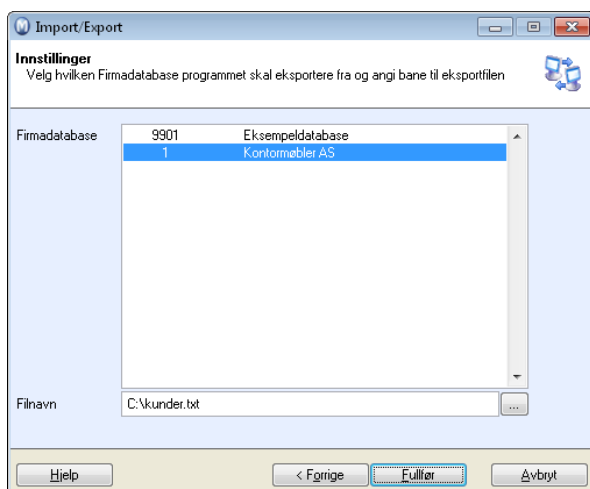 Import/Export
Innstillinger
Velg hvilken Firmadatabase programmet skal eksportere fra og angi bane til eksportfilen
Firmadatabase
9901 Eksempeldatabase
1 Kontormøbler AS
Filnavn C:\kunder.txt ...
Hjelp < Forrige Fullfør Avbryt